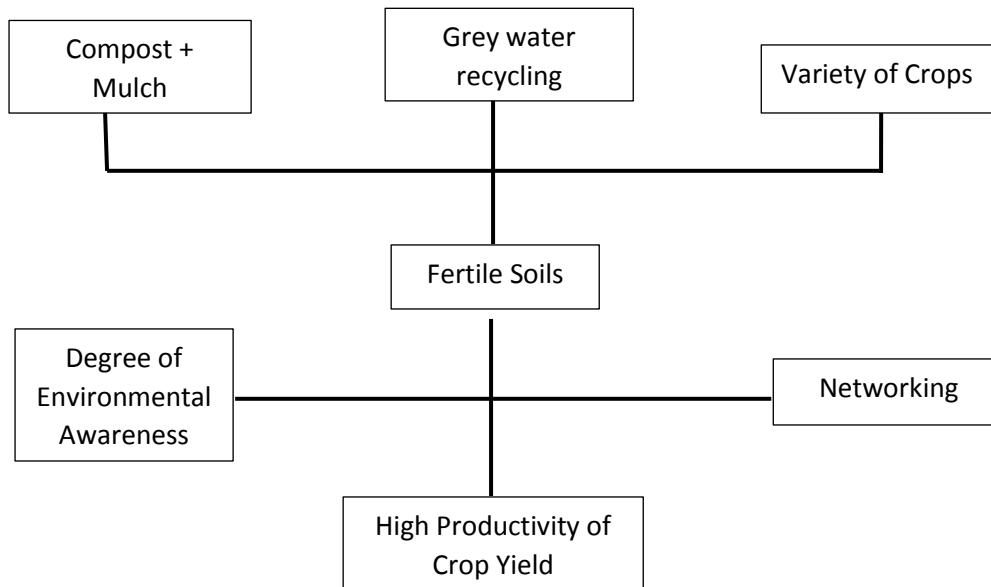 Compost +
Mulch
Grey water
recycling
Variety of Crops
Fertile Soils
Degree of
Environmental
Awareness
Networking
High Productivity of
Crop Yield